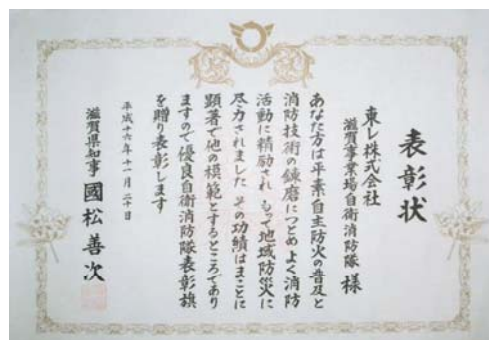 表彰状
東レ株式会社
滋賀事業場自衛消防隊 様
あなた方は平素自主防火の普及と
消防技術の錬磨につとめよく消防
活動に精励され もって地域防災に
尽力されました その功績はまことに
顕著で他の模範とするところであり
ますので優良自衛消防隊表彰旗
を贈り表彰します
平成十六年十一月二十日
滋賀県知事 國松善次